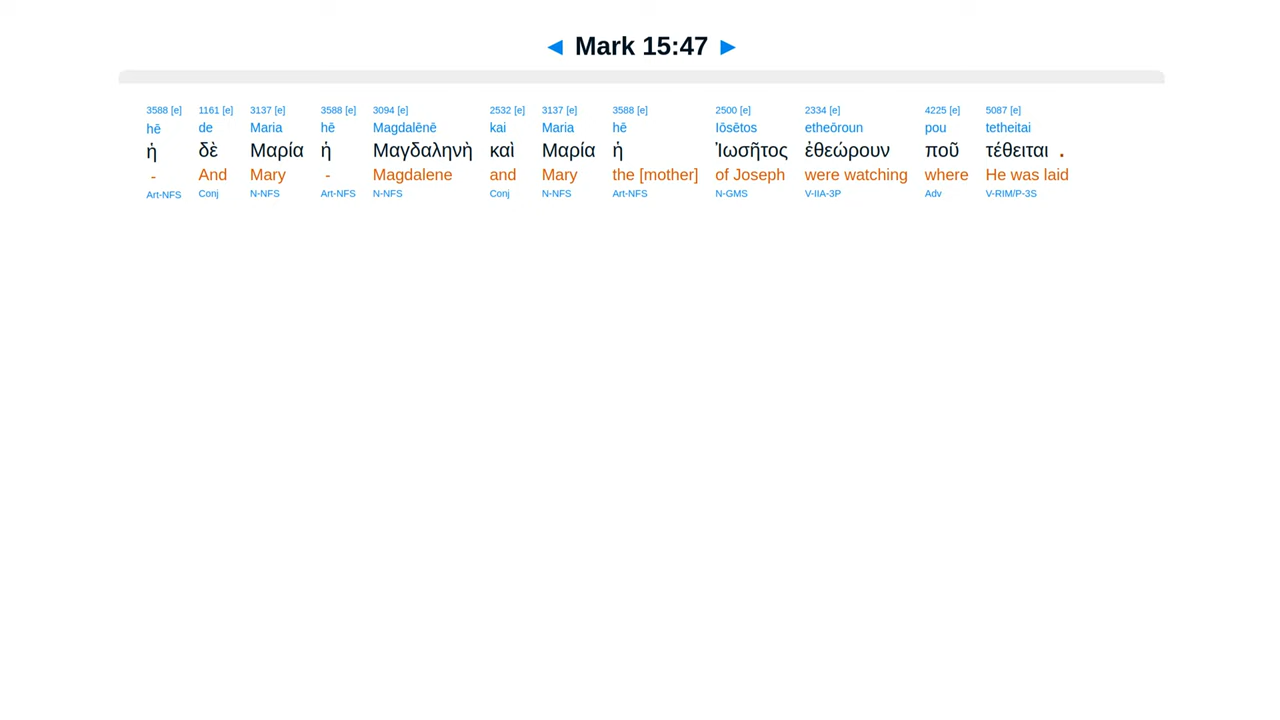 ◄ Mark 15:47 ►
3588 [e] 1161 [e] 3137 [e] 3588 [e] 3094 [e] 2532 [e] 3137 [e] 3588 [e] 2500 [e] 2334 [e] 4225 [e] 5087 [e]
hē de Maria hē Magdalēnē kai Maria hē Iōsētos etheōroun pou tetheitai
ἡ δὲ Μαρία ἡ Μαγδαληνὴ καὶ Μαρία ἡ Ἰωσῆτος ἐθεώρουν ποῦ τέθειται .
- And Mary - Magdalene and Mary the [mother] of Joseph were watching where He was laid
Art-NFS Conj N-NFS Art-NFS N-NFS Conj N-NFS Art-NFS N-GMS V-IIA-3P Adv V-RIM/P-3S